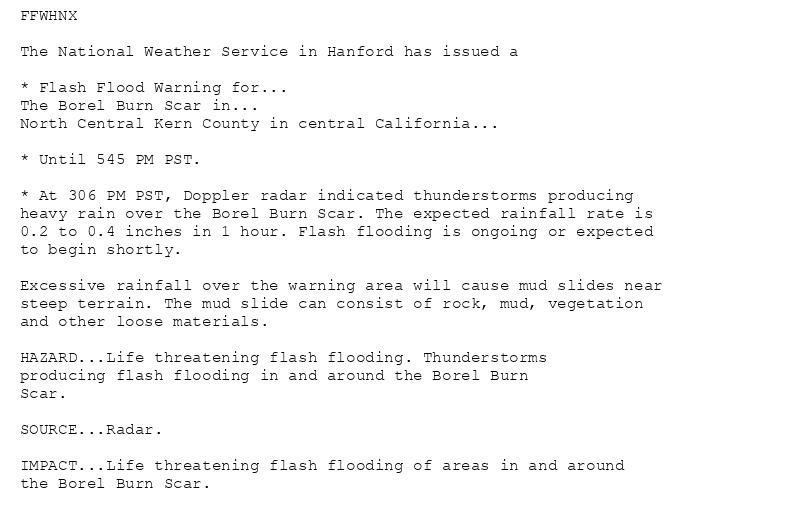 FFWHNX
The National Weather Service in Hanford has issued a
* Flash Flood Warning for...
The Borel Burn Scar in...
North Central Kern County in central California...
* Until 545 PM PST.
* At 306 PM PST, Doppler radar indicated thunderstorms producing
heavy rain over the Borel Burn Scar. The expected rainfall rate is
0.2 to 0.4 inches in 1 hour. Flash flooding is ongoing or expected
to begin shortly.
Excessive rainfall over the warning area will cause mud slides near
steep terrain. The mud slide can consist of rock, mud, vegetation
and other loose materials.
HAZARD...Life threatening flash flooding. Thunderstorms
producing flash flooding in and around the Borel Burn
Scar.
SOURCE...Radar.
IMPACT...Life threatening flash flooding of areas in and around
the Borel Burn Scar.